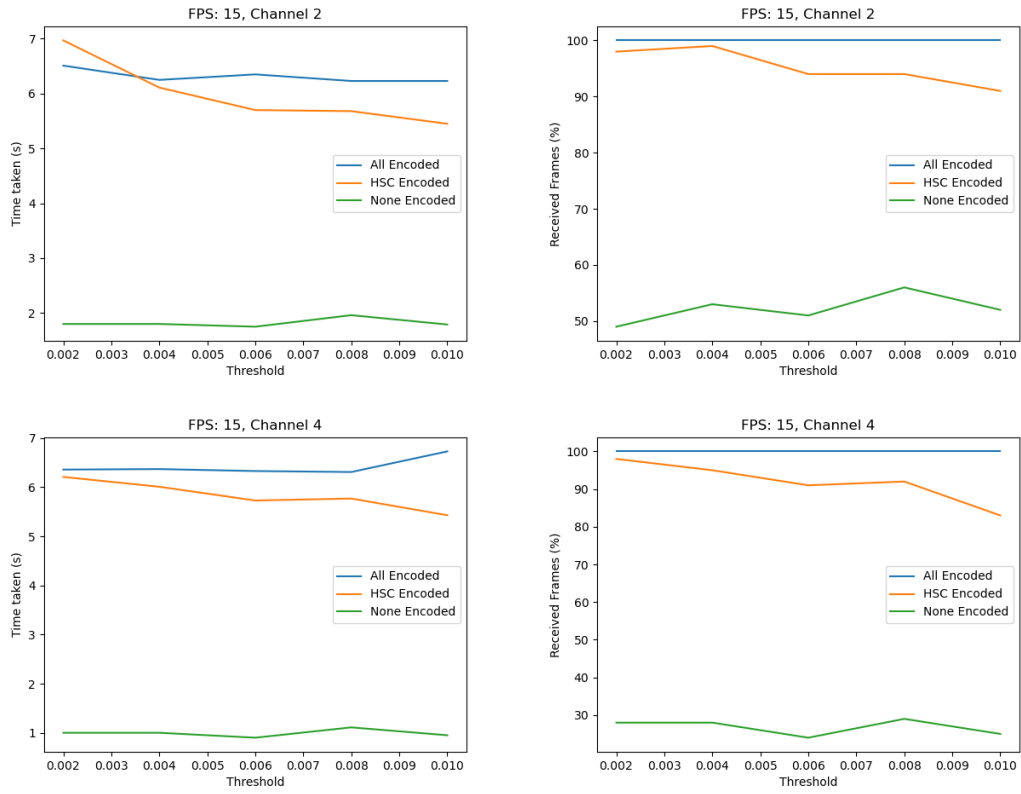 FPS: 15, Channel 2
7
6
5
4
3
2
Time taken (s)
All Encoded
HSC Encoded
None Encoded
0.002 0.003 0.004 0.005 0.006 0.007 0.008 0.009 0.010
Threshold
FPS: 15, Channel 2
100
90
80
70
60
50
Received Frames (%)
All Encoded
HSC Encoded
None Encoded
0.002 0.003 0.004 0.005 0.006 0.007 0.008 0.009 0.010
Threshold
FPS: 15, Channel 4
7
6
5
4
3
2
1
Time taken (s)
All Encoded
HSC Encoded
None Encoded
0.002 0.003 0.004 0.005 0.006 0.007 0.008 0.009 0.010
Threshold
FPS: 15, Channel 4
100
90
80
70
60
50
40
30
Received Frames (%)
All Encoded
HSC Encoded
None Encoded
0.002 0.003 0.004 0.005 0.006 0.007 0.008 0.009 0.010
Threshold